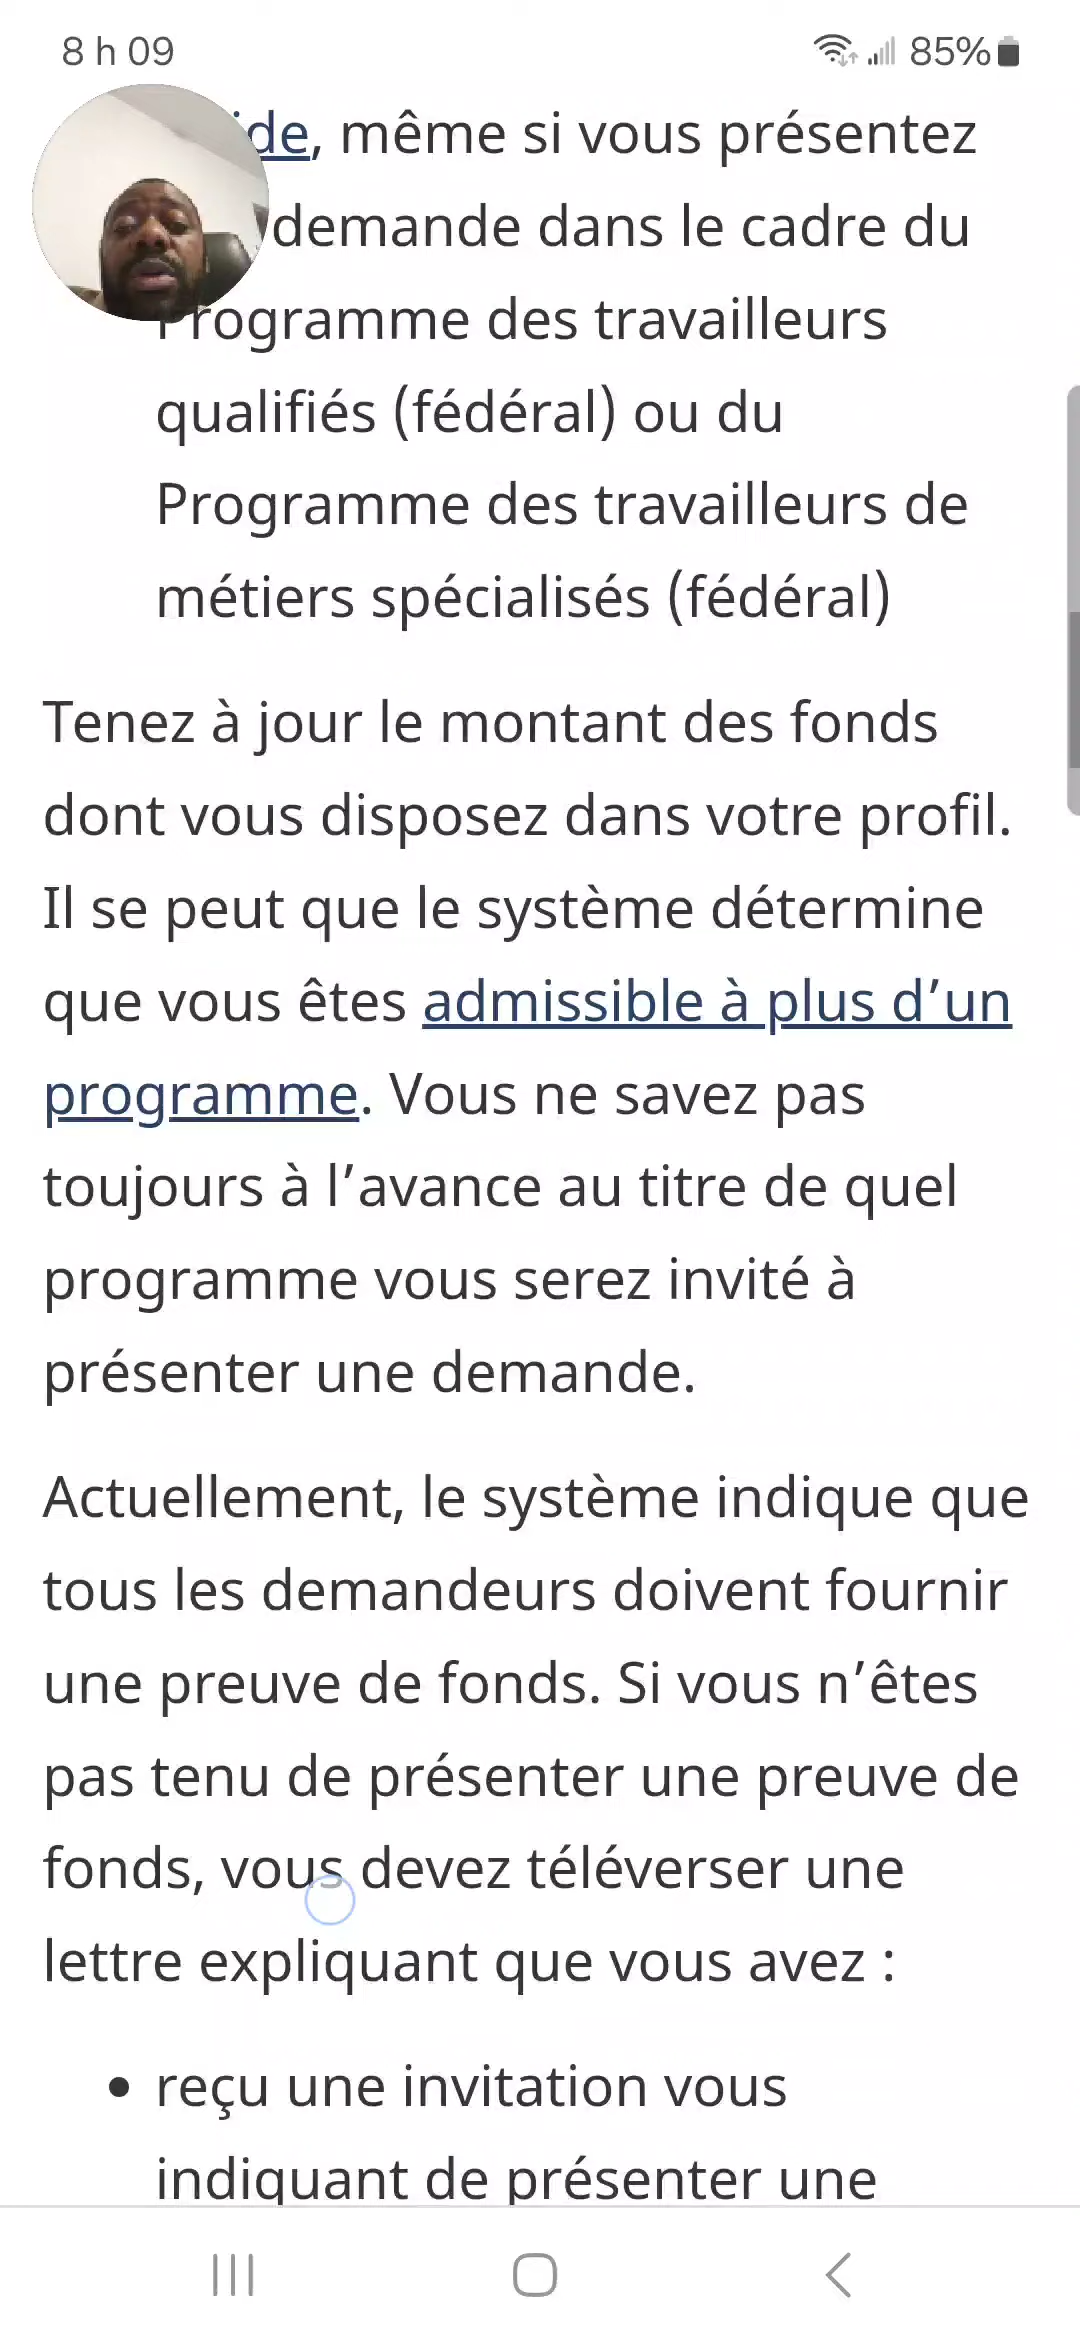 8 h 09
85%
ide, même si vous présentez
demande dans le cadre du
Programme des travailleurs
qualifiés (fédéral) ou du
Programme des travailleurs de
métiers spécialisés (fédéral)
Tenez à jour le montant des fonds
dont vous disposez dans votre profil.
Il se peut que le système détermine
que vous êtes admissible à plus d’un
programme. Vous ne savez pas
toujours à l’avance au titre de quel
programme vous serez invité à
présenter une demande.
Actuellement, le système indique que
tous les demandeurs doivent fournir
une preuve de fonds. Si vous n’êtes
pas tenu de présenter une preuve de
fonds, vous devez téléverser une
lettre expliquant que vous avez :
• reçu une invitation vous
indiquant de présenter une